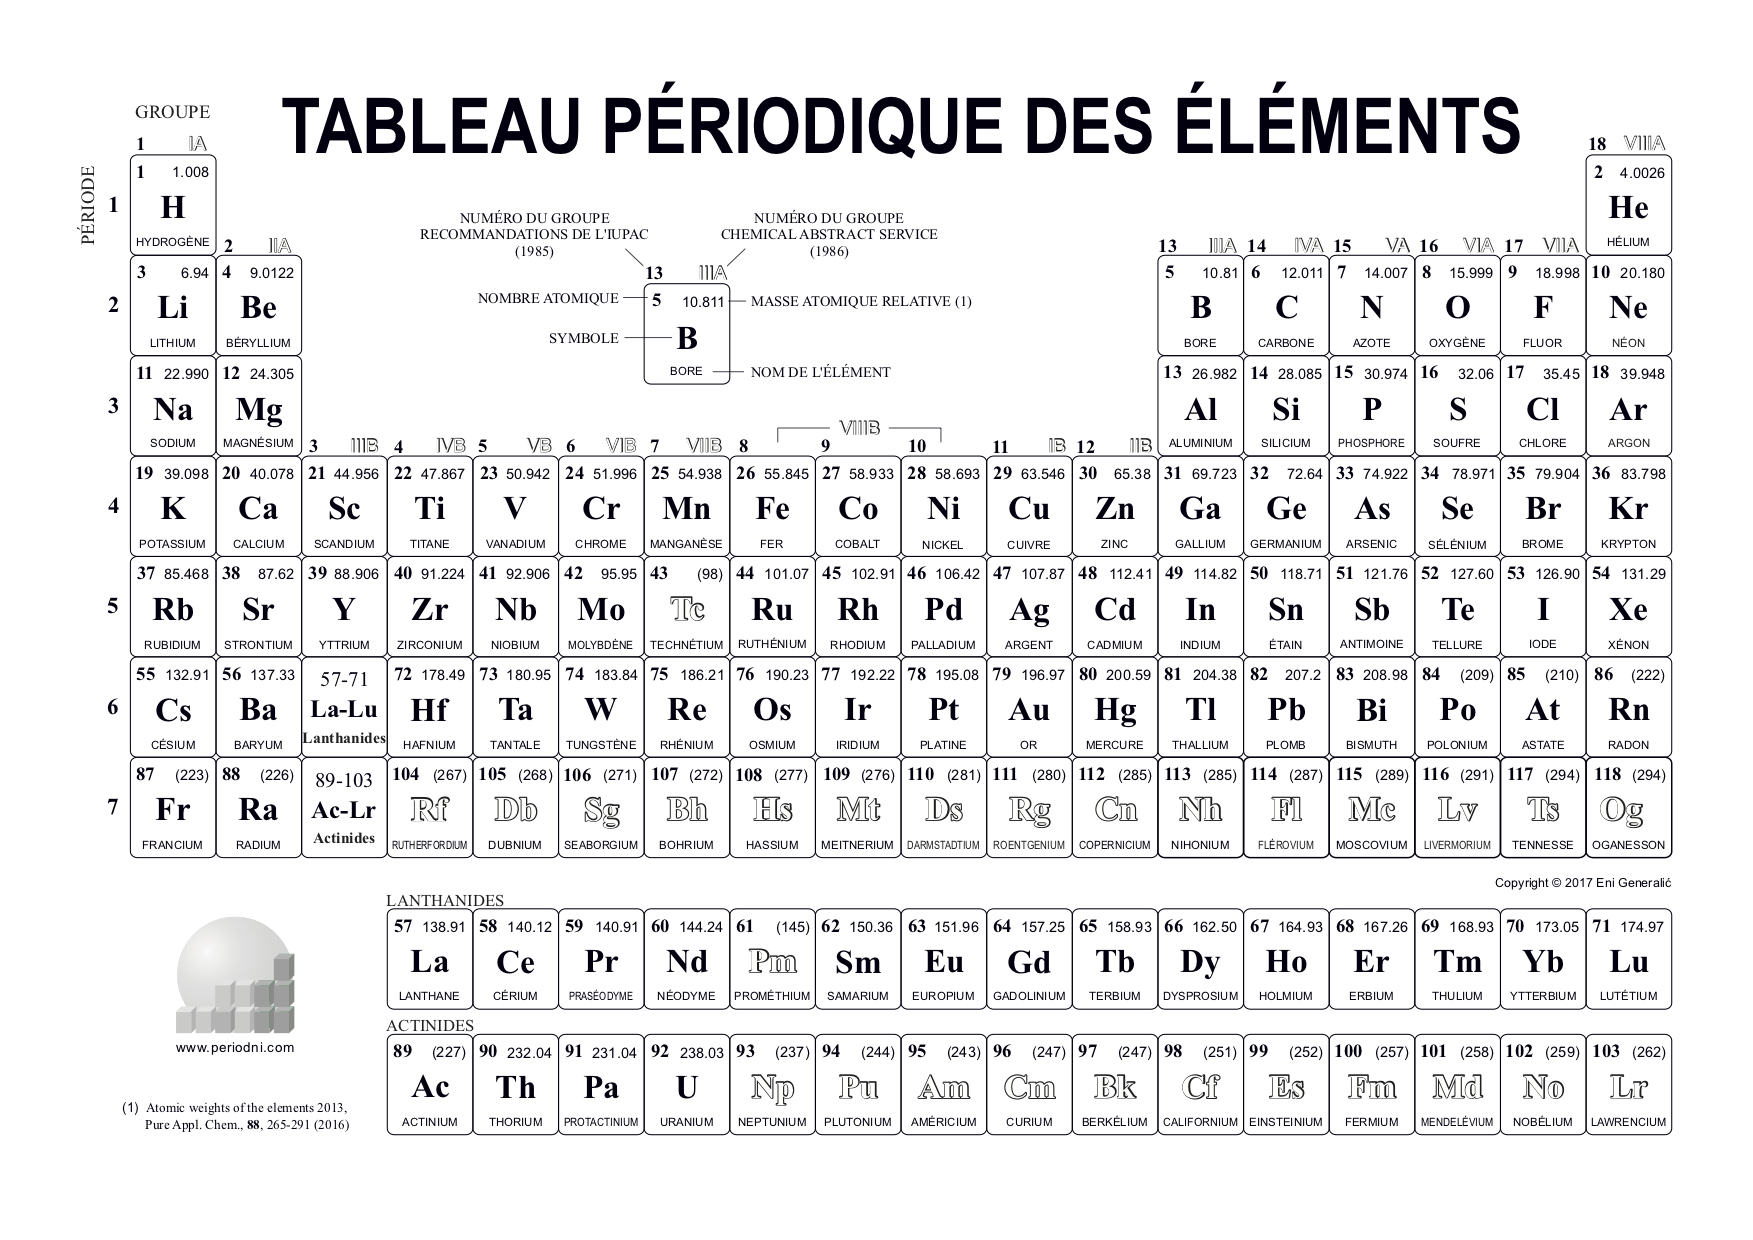 TABLEAU PÉRIODIQUE DES ÉLÉMENTS
GROUPE
PÉRIODE
1 IA
18 VIIIA
1
1 1.008
H
HYDROGÈNE
2 4.0026
He
HÉLIUM
NUMÉRO DU GROUPE
RECOMMANDATIONS DE L'IUPAC
(1985)
NUMÉRO DU GROUPE
CHEMICAL ABSTRACT SERVICE
(1986)
13 IIIA
NOMBRE ATOMIQUE
5 10.811
MASSE ATOMIQUE RELATIVE (1)
SYMBOLE
B
BORE
NOM DE L'ÉLÉMENT
2 IIA
13 IIIA 14 IVA 15 VA 16 VIA 17 VIIA
2
3 6.94 4 9.0122 5 10.81 6 12.011 7 14.007 8 15.999 9 18.998 10 20.180
Li Be B C N O F Ne
LITHIUM BÉRYLLIUM BORE CARBONE AZOTE OXYGÈNE FLUOR NÉON
3
11 22.990 12 24.305 13 26.982 14 28.085 15 30.974 16 32.06 17 35.45 18 39.948
Na Mg Al Si P S Cl Ar
SODIUM MAGNÉSIUM ALUMINIUM SILICIUM PHOSPHORE SOUFRE CHLORE ARGON
VIIIB
3 IIIB 4 IVB 5 VB 6 VIB 7 VIIB 8 9 10 11 IB 12 IIB
4
19 39.098 20 40.078 21 44.956 22 47.867 23 50.942 24 51.996 25 54.938 26 55.845 27 58.933 28 58.693 29 63.546 30 65.38 31 69.723 32 72.64 33 74.922 34 78.971 35 79.904 36 83.798
K Ca Sc Ti V Cr Mn Fe Co Ni Cu Zn Ga Ge As Se Br Kr
POTASSIUM CALCIUM SCANDIUM TITANE VANADIUM CHROME MANGANÈSE FER COBALT NICKEL CUIVRE ZINC GALLIUM GERMANIUM ARSENIC SÉLÉNIUM BROME KRYPTON
5
37 85.468 38 87.62 39 88.906 40 91.224 41 92.906 42 95.95 43 (98) 44 101.07 45 102.91 46 106.42 47 107.87 48 112.41 49 114.82 50 118.71 51 121.76 52 127.60 53 126.90 54 131.29
Rb Sr Y Zr Nb Mo Tc Ru Rh Pd Ag Cd In Sn Sb Te I Xe
RUBIDIUM STRONTIUM YTTRIUM ZIRCONIUM NIOBIUM MOLYBDÈNE TECHNÉTIUM RUTHÉNIUM RHODIUM PALLADIUM ARGENT CADMIUM INDIUM ÉTAIN ANTIMOINE TELLURE IODE XÉNON
6
55 132.91 56 137.33 57-71 72 178.49 73 180.95 74 183.84 75 186.21 76 190.23 77 192.22 78 195.08 79 196.97 80 200.59 81 204.38 82 207.2 83 208.98 84 (209) 85 (210) 86 (222)
Cs Ba La-Lu Hf Ta W Re Os Ir Pt Au Hg Tl Pb Bi Po At Rn
CÉSIUM BARYUM Lanthanides HAFNIUM TANTALE TUNGSTÈNE RHÉNIUM OSMIUM IRIDIUM PLATINE OR MERCURE THALLIUM PLOMB BISMUTH POLONIUM ASTATE RADON
7
87 (223) 88 (226) 89-103 104 (267) 105 (268) 106 (271) 107 (272) 108 (277) 109 (276) 110 (281) 111 (280) 112 (285) 113 (285) 114 (287) 115 (289) 116 (291) 117 (294) 118 (294)
Fr Ra Ac-Lr Rf Db Sg Bh Hs Mt Ds Rg Cn Nh Fl Mc Lv Ts Og
FRANCIUM RADIUM Actinides RUTHERFORDIUM DUBNIUM SEABORGIUM BOHRIUM HASSIUM MEITNERIUM DARMSTADTIUM ROENTGENIUM COPERNICIUM NIHONIUM FLÉROVIUM MOSCOVIUM LIVERMORIUM TENNESSE OGANESSON
Copyright © 2017 Eni Generalić
LANTHANIDES
57 138.91 58 140.12 59 140.91 60 144.24 61 (145) 62 150.36 63 151.96 64 157.25 65 158.93 66 162.50 67 164.93 68 167.26 69 168.93 70 173.05 71 174.97
La Ce Pr Nd Pm Sm Eu Gd Tb Dy Ho Er Tm Yb Lu
LANTHANE CÉRIUM PRASÉODYME NÉODYME PROMÉTHIUM SAMARIUM EUROPIUM GADOLINIUM TERBIUM DYSPROSIUM HOLMIUM ERBIUM THULIUM YTTERBIUM LUTÉTIUM
ACTINIDES
89 (227) 90 232.04 91 231.04 92 238.03 93 (237) 94 (244) 95 (243) 96 (247) 97 (247) 98 (251) 99 (252) 100 (257) 101 (258) 102 (259) 103 (262)
Ac Th Pa U Np Pu Am Cm Bk Cf Es Fm Md No Lr
ACTINIUM THORIUM PROTACTINIUM URANIUM NEPTUNIUM PLUTONIUM AMÉRICIUM CURIUM BERKÉLIUM CALIFORNIUM EINSTEINIUM FERMIUM MENDELÉVIUM NOBÉLIUM LAWRENCIUM
www.periodni.com
(1) Atomic weights of the elements 2013,
Pure Appl. Chem., 88, 265-291 (2016)